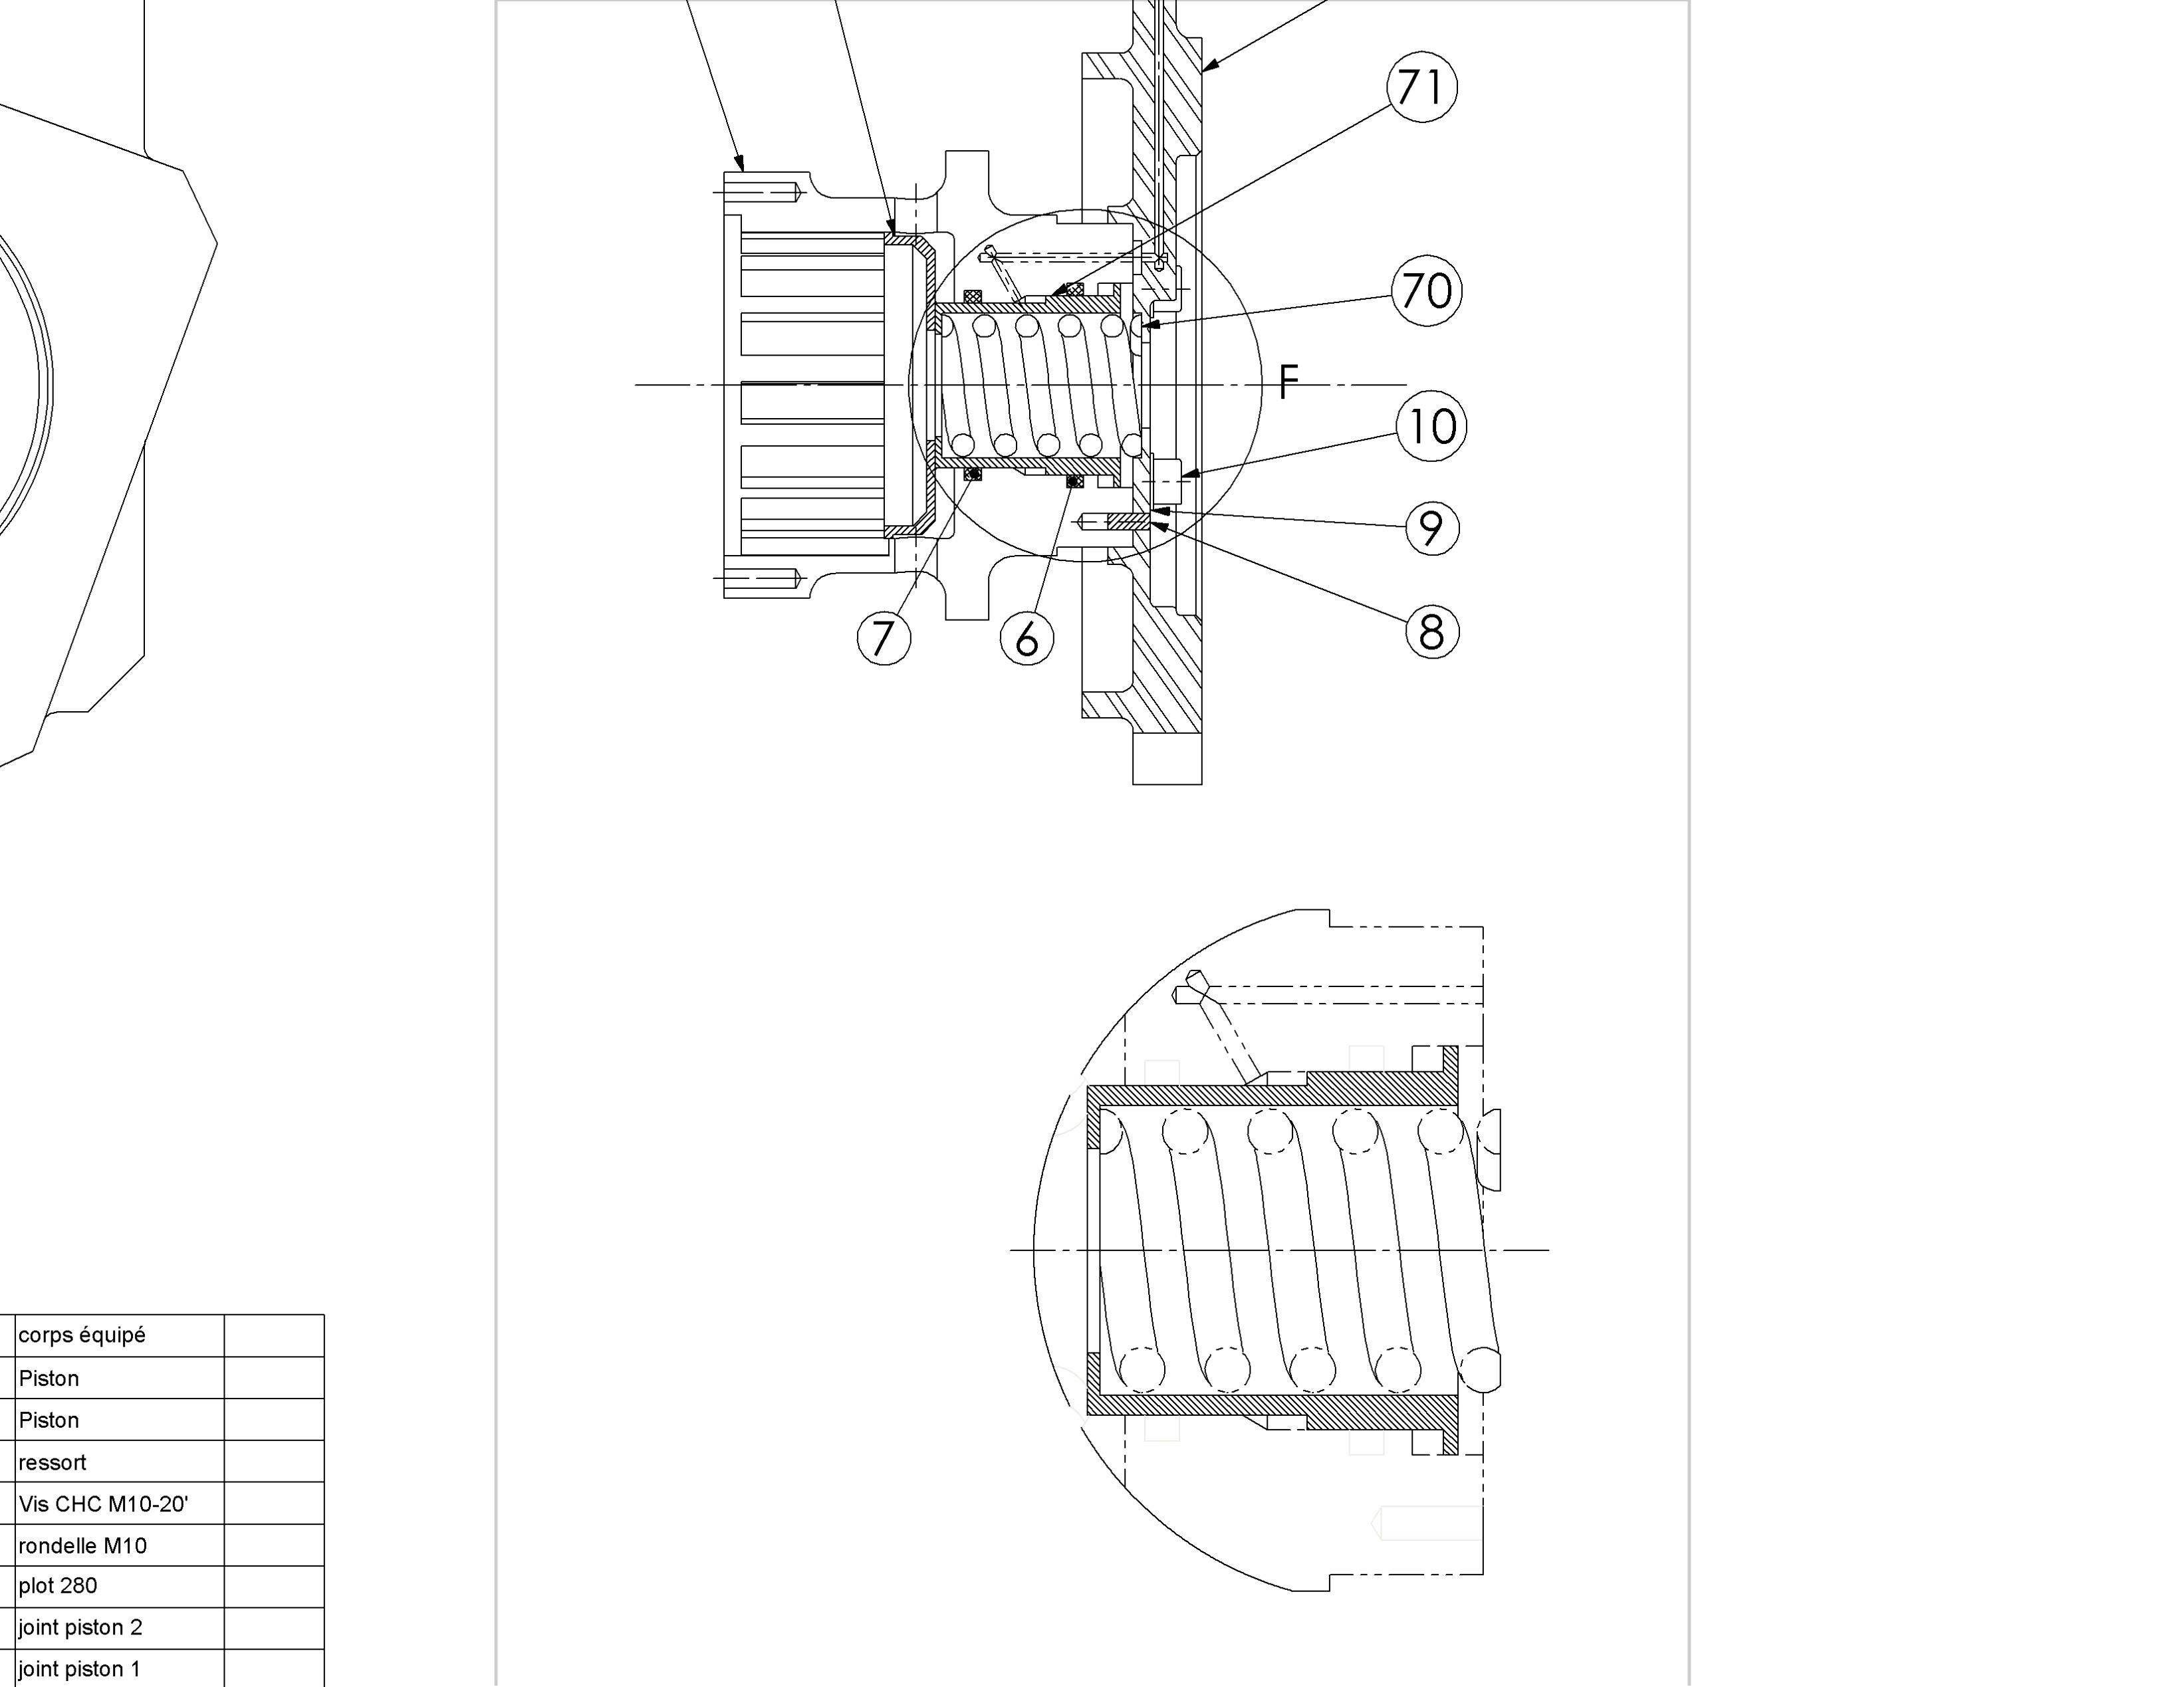 71
70
F
10
9
8
7
6
corps équipé
Piston
Piston
ressort
Vis CHC M10-20'
rondelle M10
plot 280
joint piston 2
joint piston 1